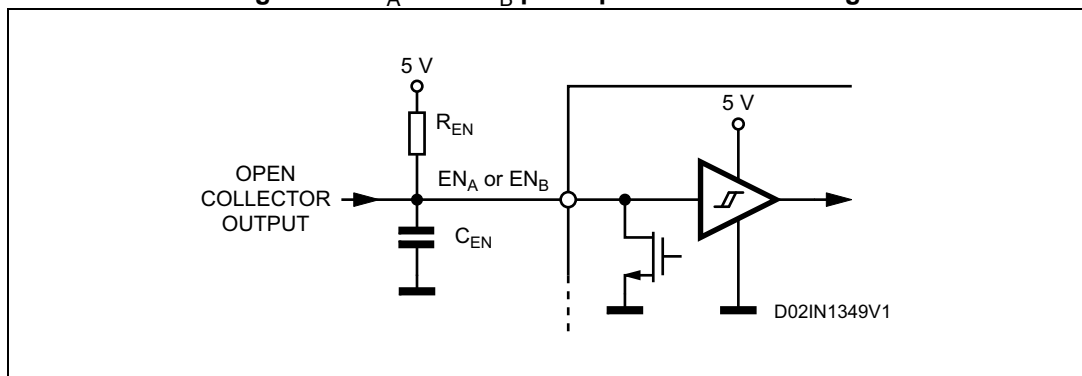 A
B
5 V
5 V
R_EN
EN_A or EN_B
OPEN
COLLECTOR
OUTPUT
C_EN
D02IN1349V1